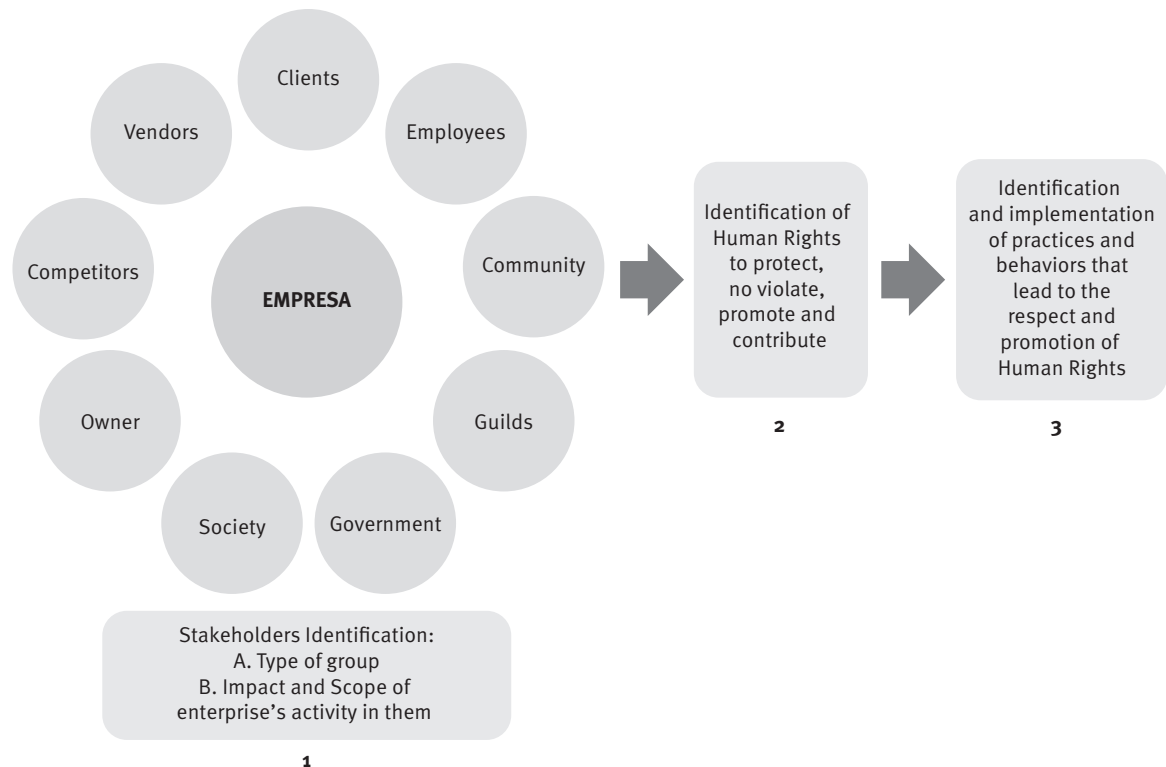 Clients
Vendors
Employees
Competitors
EMPRESA
Community
Owner
Guilds
Society
Government
Stakeholders Identification:
A. Type of group
B. Impact and Scope of
enterprise's activity in them
1
Identification of
Human Rights
to protect,
no violate,
promote and
contribute
2
Identification
and implementation
of practices and
behaviors that
lead to the
respect and
promotion of
Human Rights
3